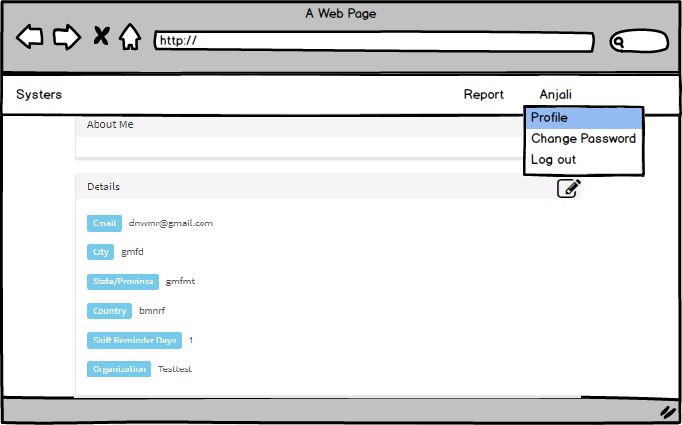 A Web Page
http://
Systers Report Anjali
Profile
Change Password
Log out
About Me
Details
Email dnwmr@gmail.com
City gmfd
State/Province gmfmt
Country bmnrf
Shift Reminder Days 1
Organization Testtest